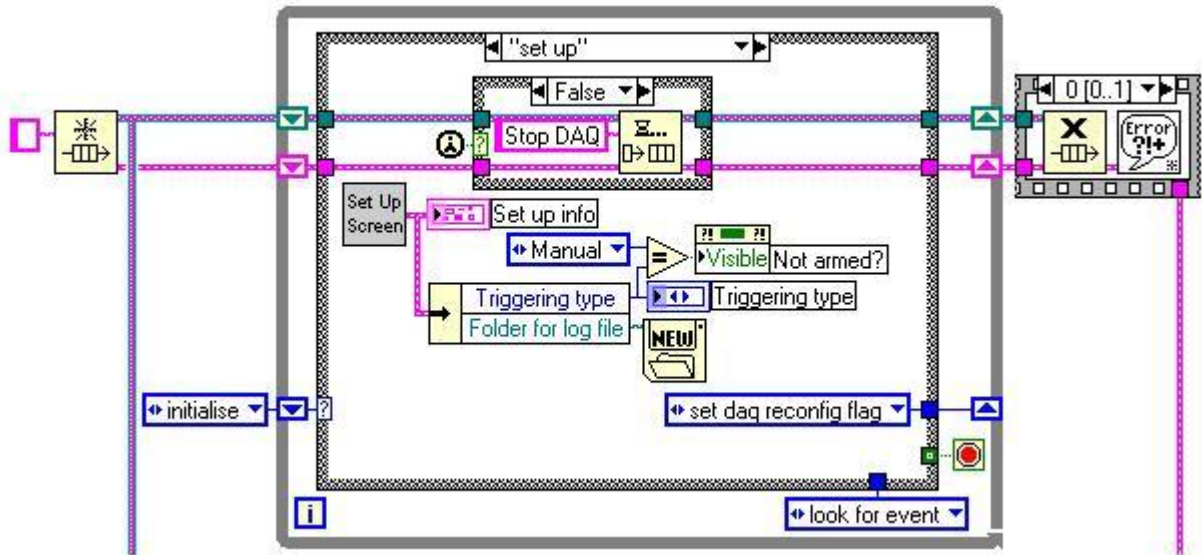 "set up"
False
0 [0..1]
Stop DAQ
Error
?!+
Set Up
Screen
Set up info
Manual
=
?! ?!
Visible
Not armed?
Triggering type
Triggering type
Folder for log file
NEW
initialise
?
?
set daq reconfig flag
i
look for event